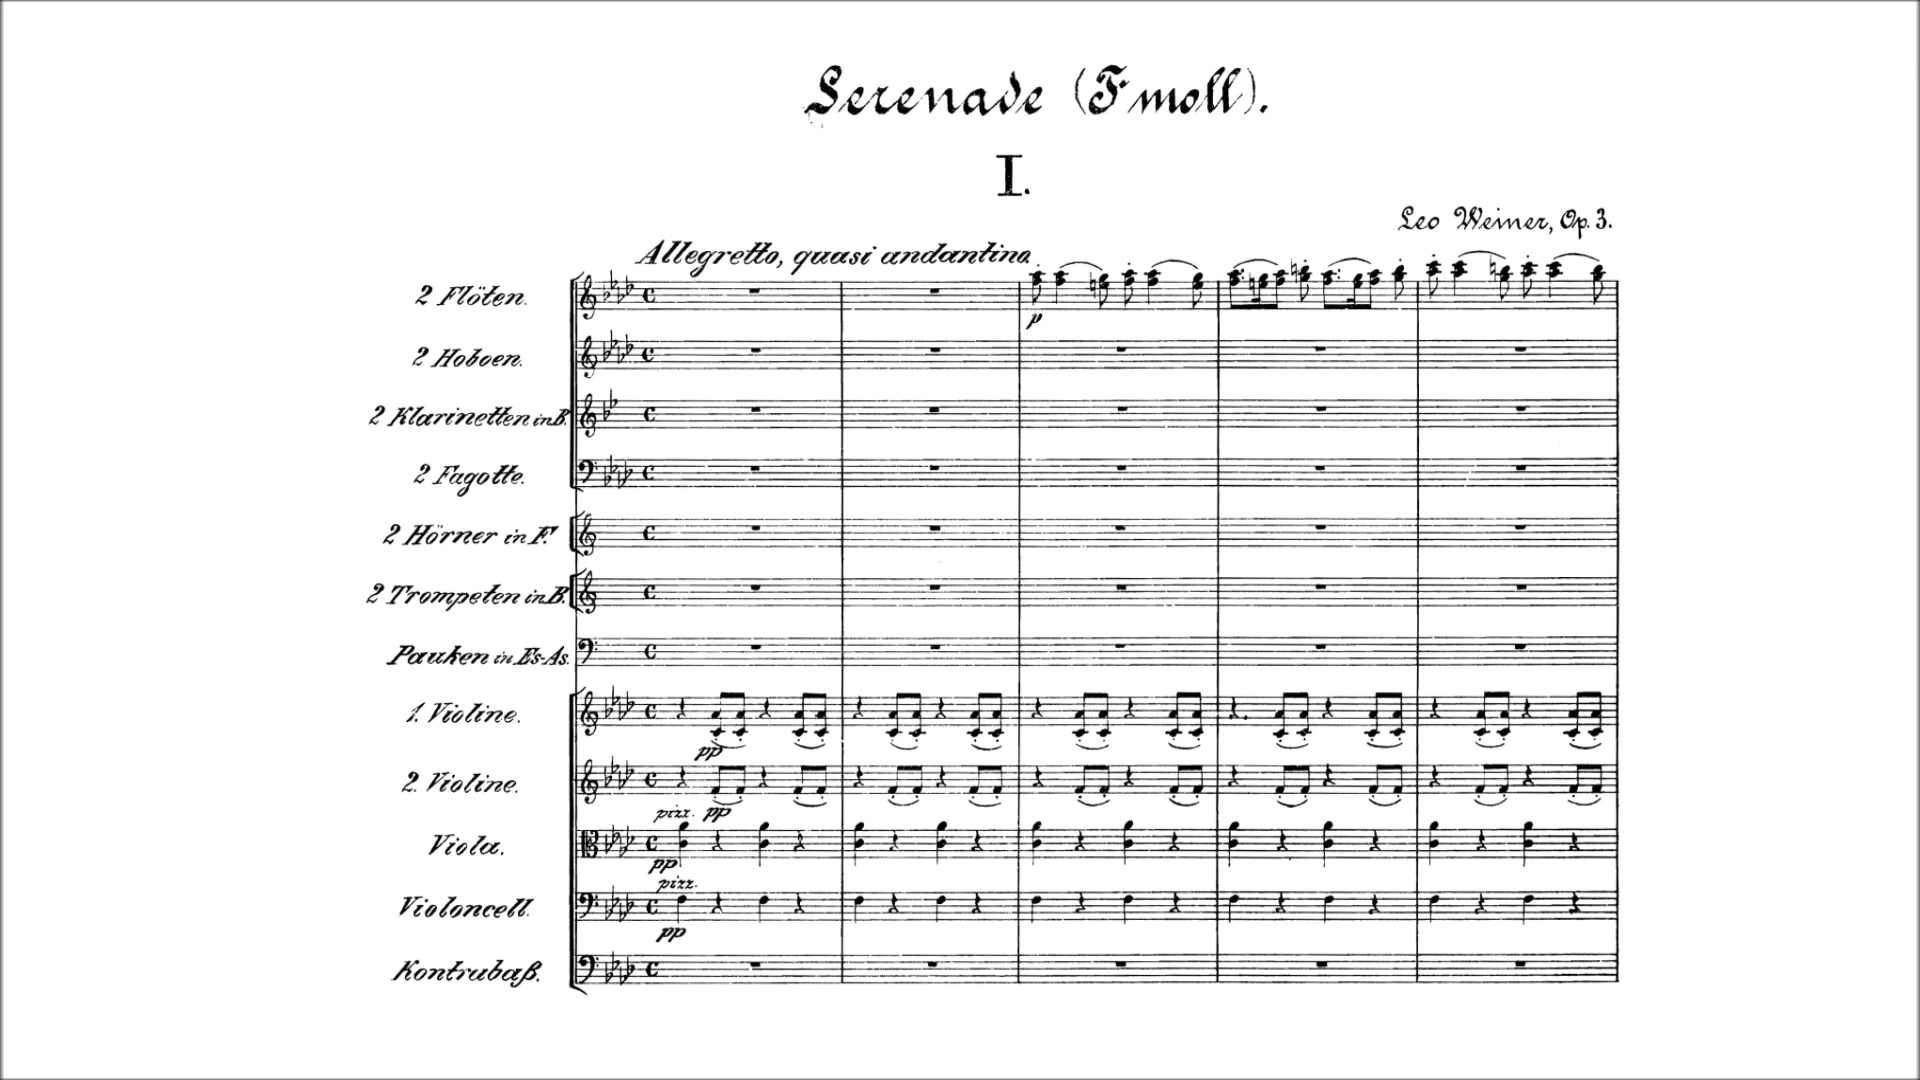 Serenade (F moll).
I.
Leo Weiner, Op. 3.
Allegretto, quasi andantino.
2 Flöten.
p
2 Hoboen.
2 Klarinetten in B.
2 Fagotte.
2 Hörner in F.
2 Trompeten in B.
Pauken in Es-As.
1. Violine.
pp
2. Violine.
pizz. pp
Viola.
pp
pizz.
Violoncell.
pp
Kontrabaß.